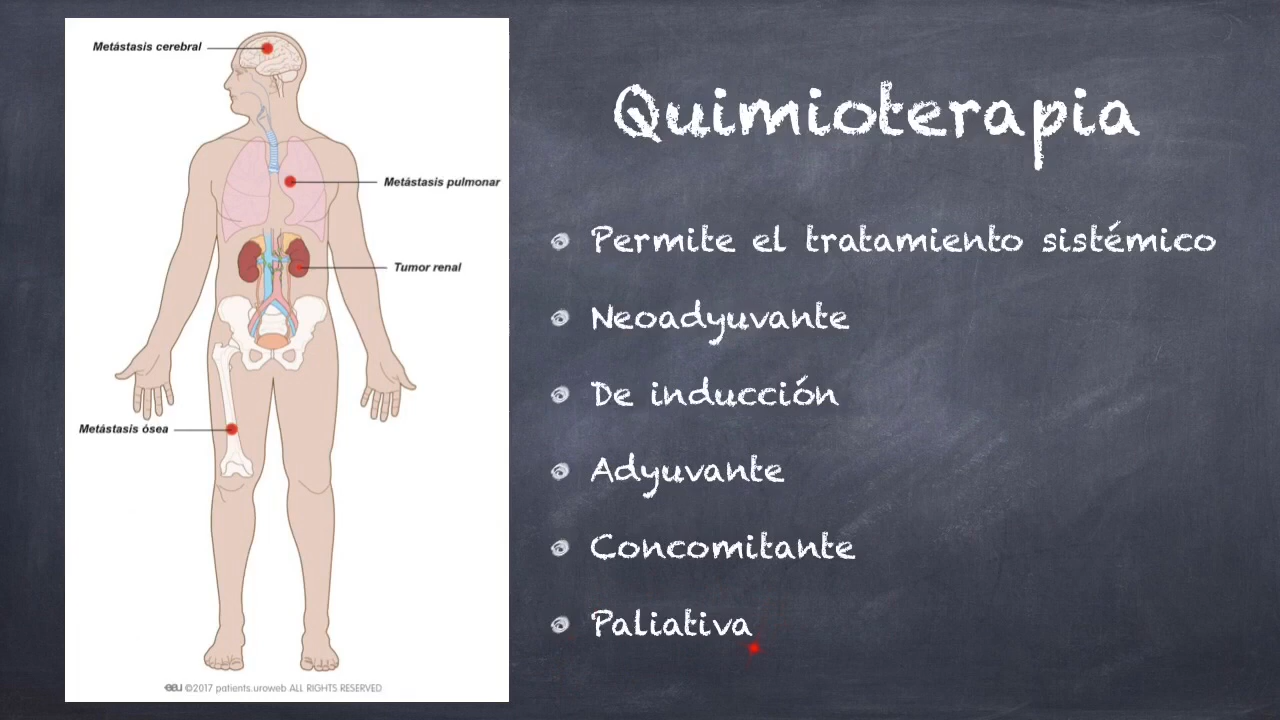 Metástasis cerebral
Metástasis pulmonar
Tumor renal
Metástasis ósea
eau ©2017 patients.uroweb ALL RIGHTS RESERVED
Quimioterapia
Permite el tratamiento sistémico
Neoadyuvante
De inducción
Adyuvante
Concomitante
Paliativa